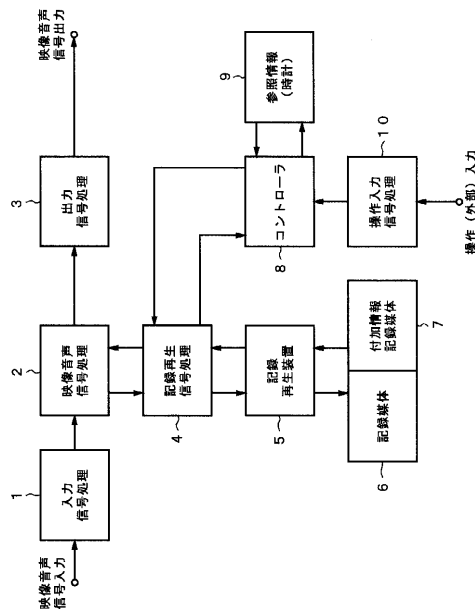 映像音声
信号入力
1
入力
信号処理
2
映像音声
信号処理
3
出力
信号処理
映像音声
信号出力
4
記録再生
信号処理
5
記録
再生装置
6
記録媒体
付加情報
記録媒体
7
8
コントローラ
9
参照情報
(時計)
10
操作入力
信号処理
操作(外部)入力